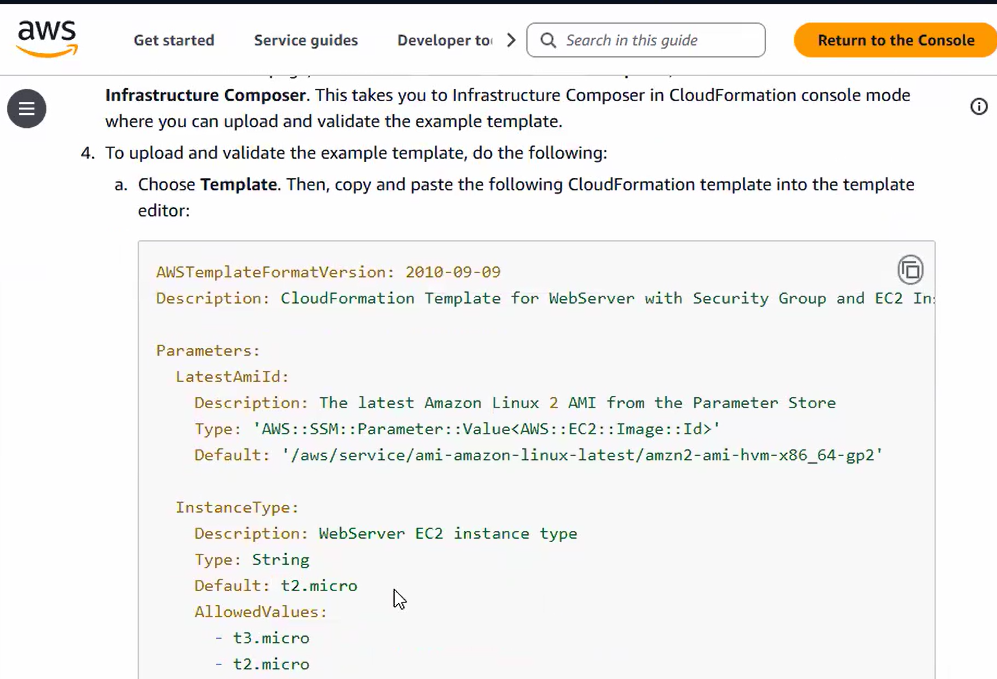 aws
Get started Service guides Developer to Search in this guide Return to the Console
Infrastructure Composer. This takes you to Infrastructure Composer in CloudFormation console mode
where you can upload and validate the example template.
4. To upload and validate the example template, do the following:
a. Choose Template. Then, copy and paste the following CloudFormation template into the template
editor:
AWSTemplateFormatVersion: 2010-09-09
Description: CloudFormation Template for WebServer with Security Group and EC2 In
Parameters:
LatestAmiId:
Description: The latest Amazon Linux 2 AMI from the Parameter Store
Type: 'AWS::SSM::Parameter::Value<AWS::EC2::Image::Id>'
Default: '/aws/service/ami-amazon-linux-latest/amzn2-ami-hvm-x86_64-gp2'
InstanceType:
Description: WebServer EC2 instance type
Type: String
Default: t2.micro
AllowedValues:
- t3.micro
- t2.micro